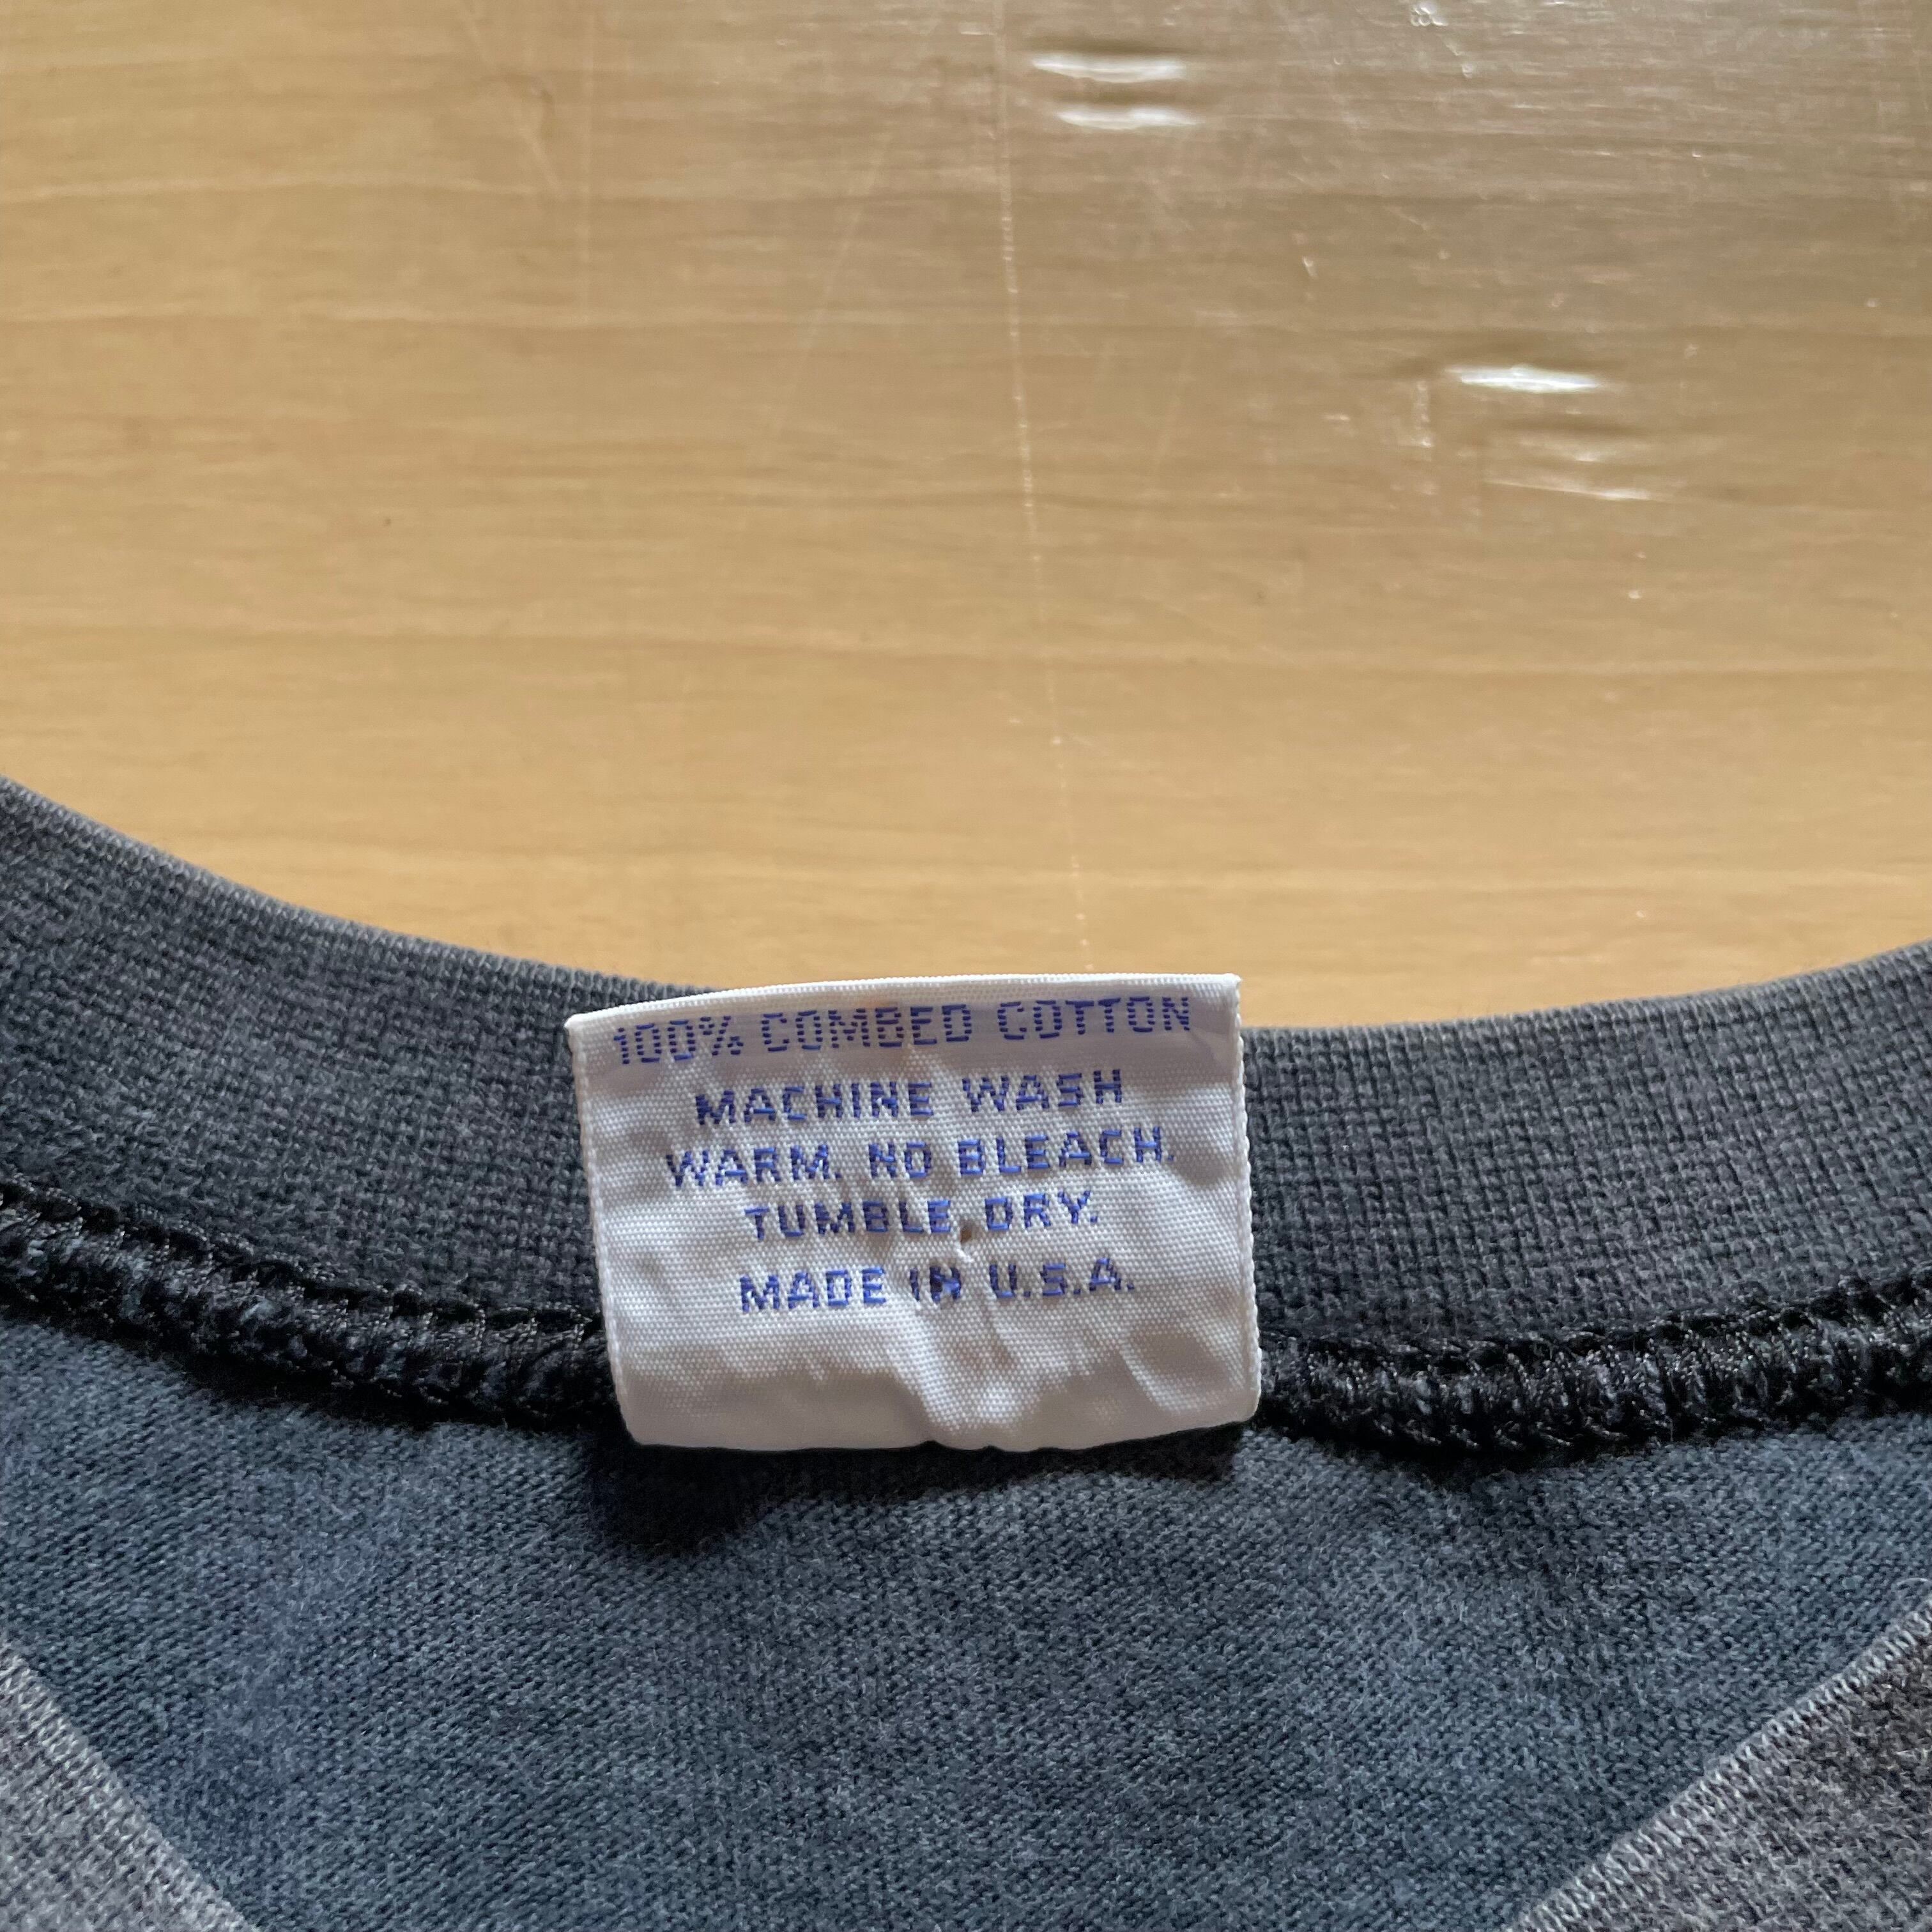 100% COMBED COTTON
MACHINE WASH
WARM. NO BLEACH.
TUMBLE DRY.
MADE IN U.S.A.